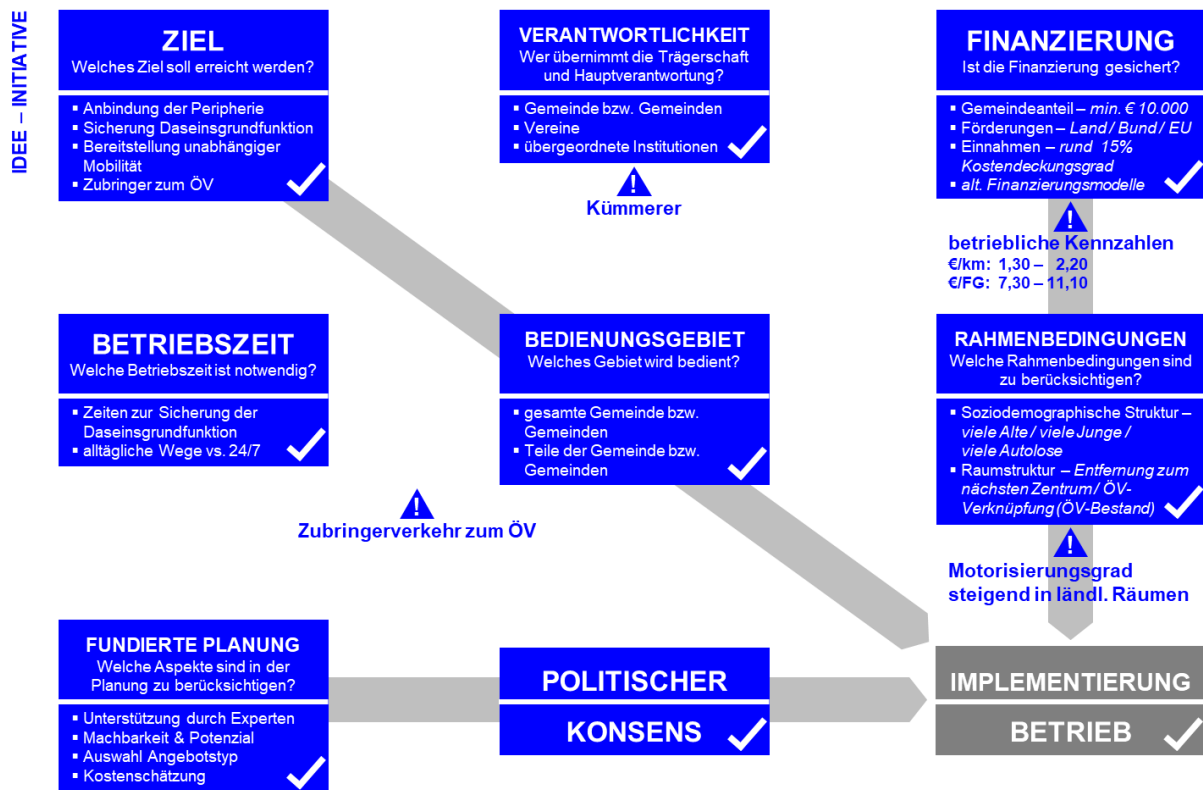 IDEE – INITIATIVE
ZIEL
Welches Ziel soll erreicht werden?
▪ Anbindung der Peripherie
▪ Sicherung Daseinsgrundfunktion
▪ Bereitstellung unabhängiger
Mobilität
▪ Zubringer zum ÖV
VERANTWORTLICHKEIT
Wer übernimmt die Trägerschaft
und Hauptverantwortung?
▪ Gemeinde bzw. Gemeinden
▪ Vereine
▪ übergeordnete Institutionen
!
Kümmerer
FINANZIERUNG
Ist die Finanzierung gesichert?
▪ Gemeindeanteil – min. € 10.000
▪ Förderungen – Land / Bund / EU
▪ Einnahmen – rund 15%
Kostendeckungsgrad
▪ alt. Finanzierungsmodelle
!
betriebliche Kennzahlen
€/km: 1,30 – 2,20
€/FG: 7,30 – 11,10
BETRIEBSZEIT
Welche Betriebszeit ist notwendig?
▪ Zeiten zur Sicherung der
Daseinsgrundfunktion
▪ alltägliche Wege vs. 24/7
BEDIENUNGSGEBIET
Welches Gebiet wird bedient?
▪ gesamte Gemeinde bzw.
Gemeinden
▪ Teile der Gemeinde bzw.
Gemeinden
!
Zubringerverkehr zum ÖV
RAHMENBEDINGUNGEN
Welche Rahmenbedingungen sind
zu berücksichtigen?
▪ Soziodemographische Struktur –
viele Alte / viele Junge /
viele Autolose
▪ Raumstruktur – Entfernung zum
nächsten Zentrum / ÖV-
Verknüpfung (ÖV-Bestand)
!
Motorisierungsgrad
steigend in ländl. Räumen
FUNDIERTE PLANUNG
Welche Aspekte sind in der
Planung zu berücksichtigen?
▪ Unterstützung durch Experten
▪ Machbarkeit & Potenzial
▪ Auswahl Angebotstyp
▪ Kostenschätzung
POLITISCHER
KONSENS
IMPLEMENTIERUNG
BETRIEB